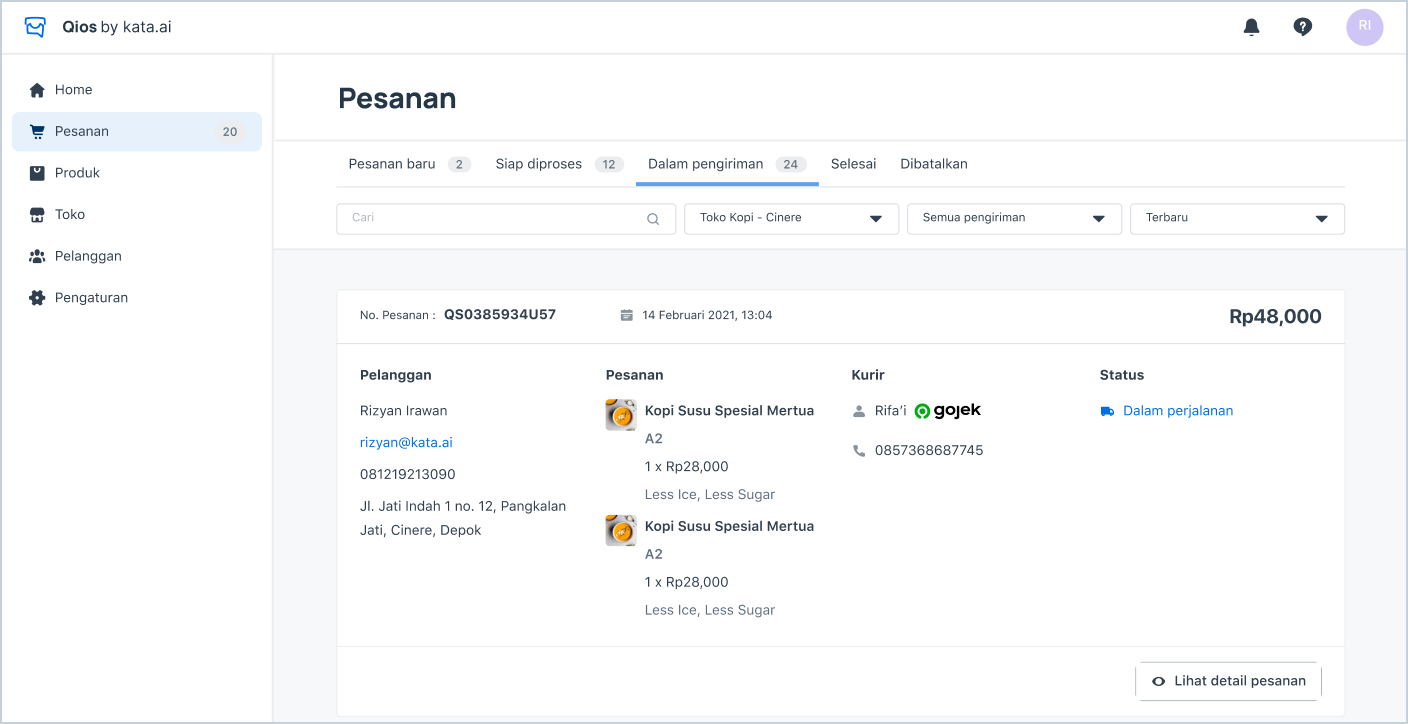 Qios by kata.ai
RI
Home
Pesanan 20
Produk
Toko
Pelanggan
Pengaturan
Pesanan
Pesanan baru 2 Siap diproses 12 Dalam pengiriman 24 Selesai Dibatalkan
Cari Toko Kopi - Cinere Semua pengiriman Terbaru
No. Pesanan : QS0385934U57 14 Februari 2021, 13:04 Rp48,000
Pelanggan
Rizyan Irawan
rizyan@kata.ai
081219213090
Jl. Jati Indah 1 no. 12, Pangkalan
Jati, Cinere, Depok
Pesanan
Kopi Susu Spesial Mertua
A2
1 x Rp28,000
Less Ice, Less Sugar
Kopi Susu Spesial Mertua
A2
1 x Rp28,000
Less Ice, Less Sugar
Kurir
Rifa’i gojek
0857368687745
Status
Dalam perjalanan
Lihat detail pesanan